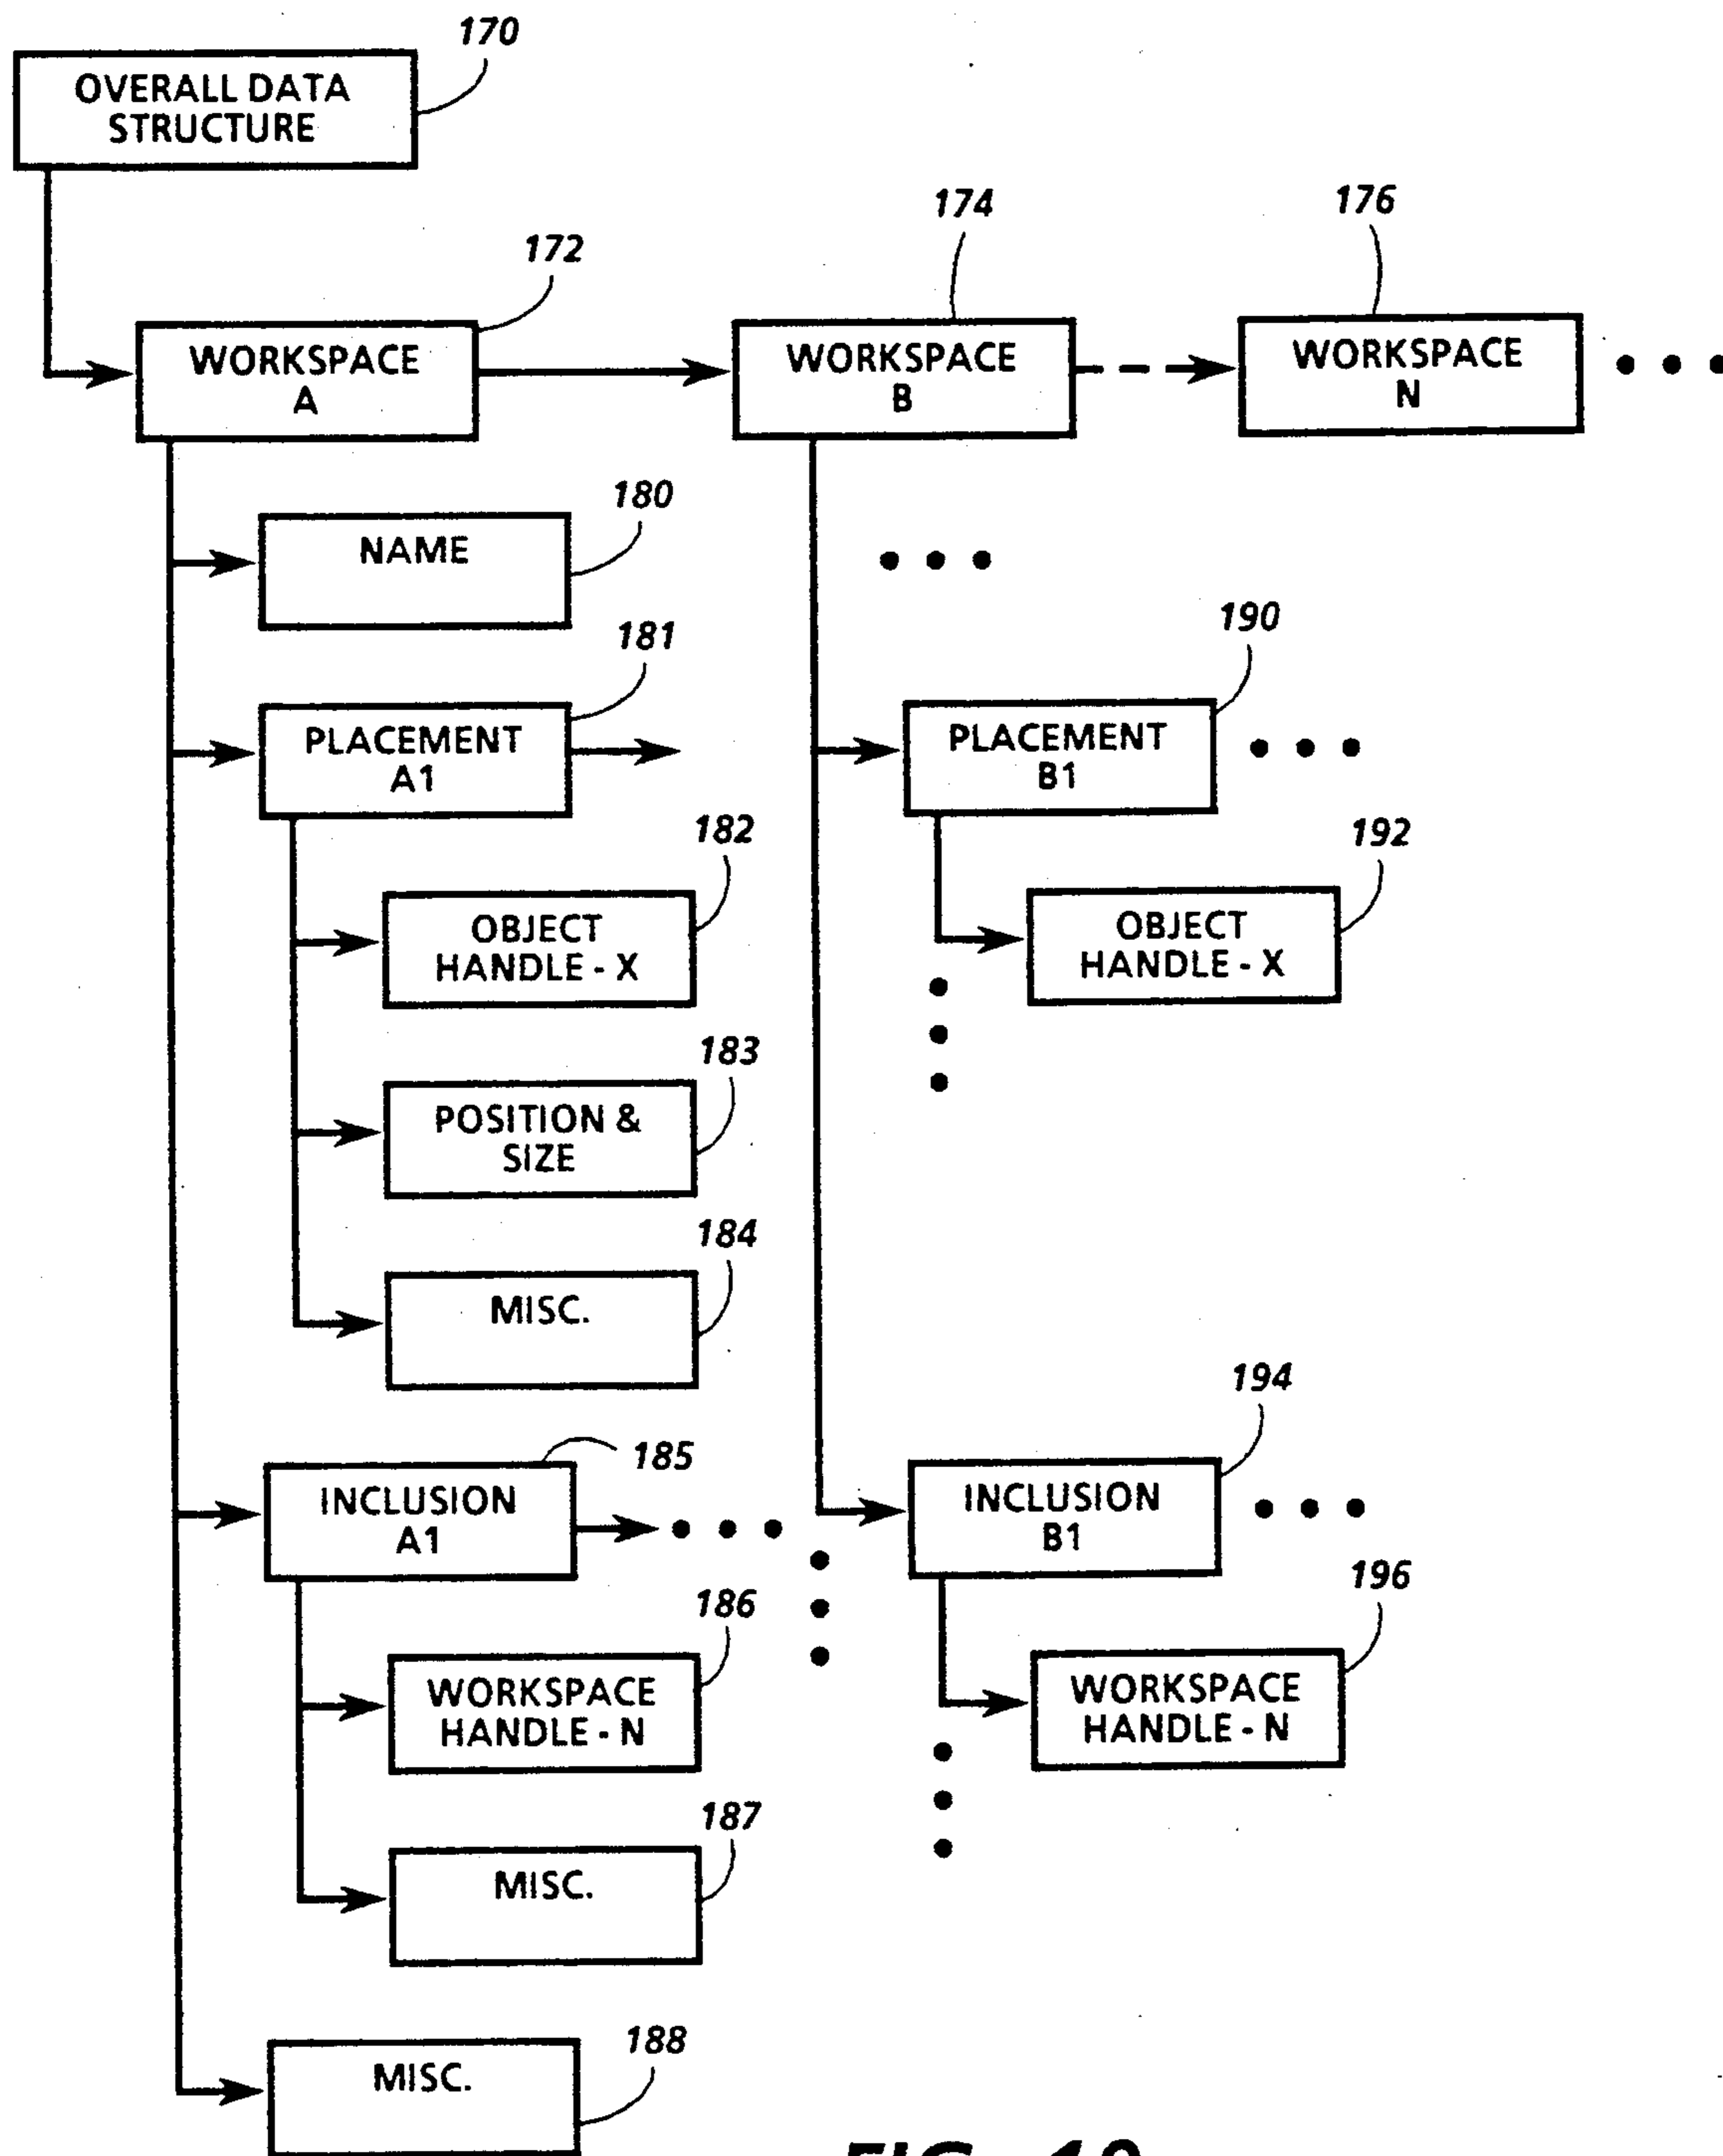 170
OVERALL DATA
STRUCTURE
172
174
176
WORKSPACE
A
WORKSPACE
B
WORKSPACE
N
180
NAME
181
PLACEMENT
A1
190
PLACEMENT
B1
182
OBJECT
HANDLE - X
192
OBJECT
HANDLE - X
183
POSITION &
SIZE
184
MISC.
185
INCLUSION
A1
194
INCLUSION
B1
186
WORKSPACE
HANDLE - N
196
WORKSPACE
HANDLE - N
187
MISC.
188
MISC.